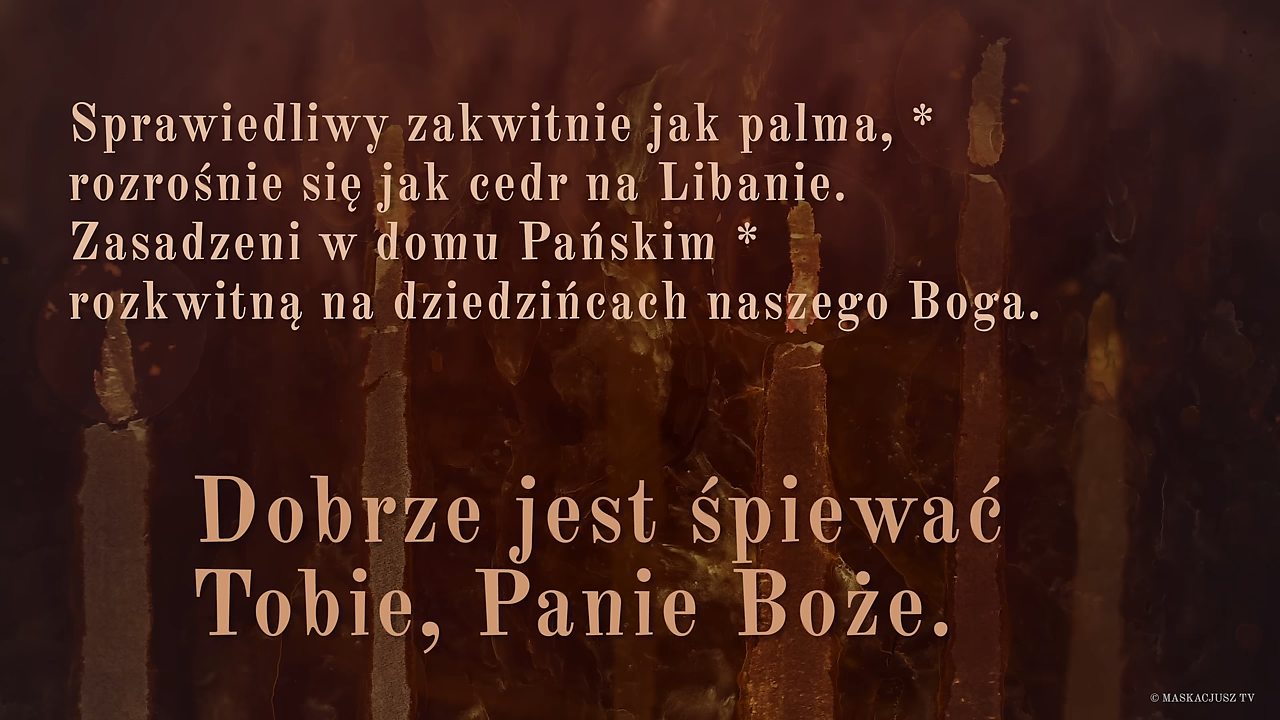 Sprawiedliwy zakwitnie jak palma, *
rozrośnie się jak cedr na Libanie.
Zasadzeni w domu Pańskim *
rozkwitną na dziedzińcach naszego Boga.
Dobrze jest śpiewać
Tobie, Panie Boże.
© MASKACJUSZ TV